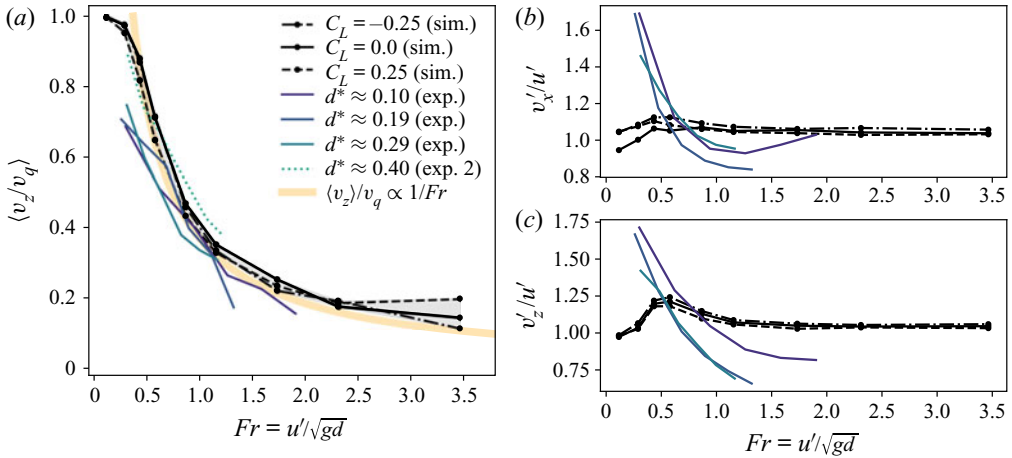 (a)
1.0
0.8
0.6
0.4
0.2
0
⟨v_z/v_q⟩
C_L = −0.25 (sim.)
C_L = 0.0 (sim.)
C_L = 0.25 (sim.)
d* ≈ 0.10 (exp.)
d* ≈ 0.19 (exp.)
d* ≈ 0.29 (exp.)
d* ≈ 0.40 (exp. 2)
⟨v_z⟩/v_q ∝ 1/Fr
0 0.5 1.0 1.5 2.0 2.5 3.0 3.5
Fr = u′/√gd
(b)
1.6
1.4
1.2
1.0
0.8
v′_x/u′
0 0.5 1.0 1.5 2.0 2.5 3.0 3.5
(c)
1.75
1.50
1.25
1.00
0.75
v′_z/u′
0 0.5 1.0 1.5 2.0 2.5 3.0 3.5
Fr = u′/√gd